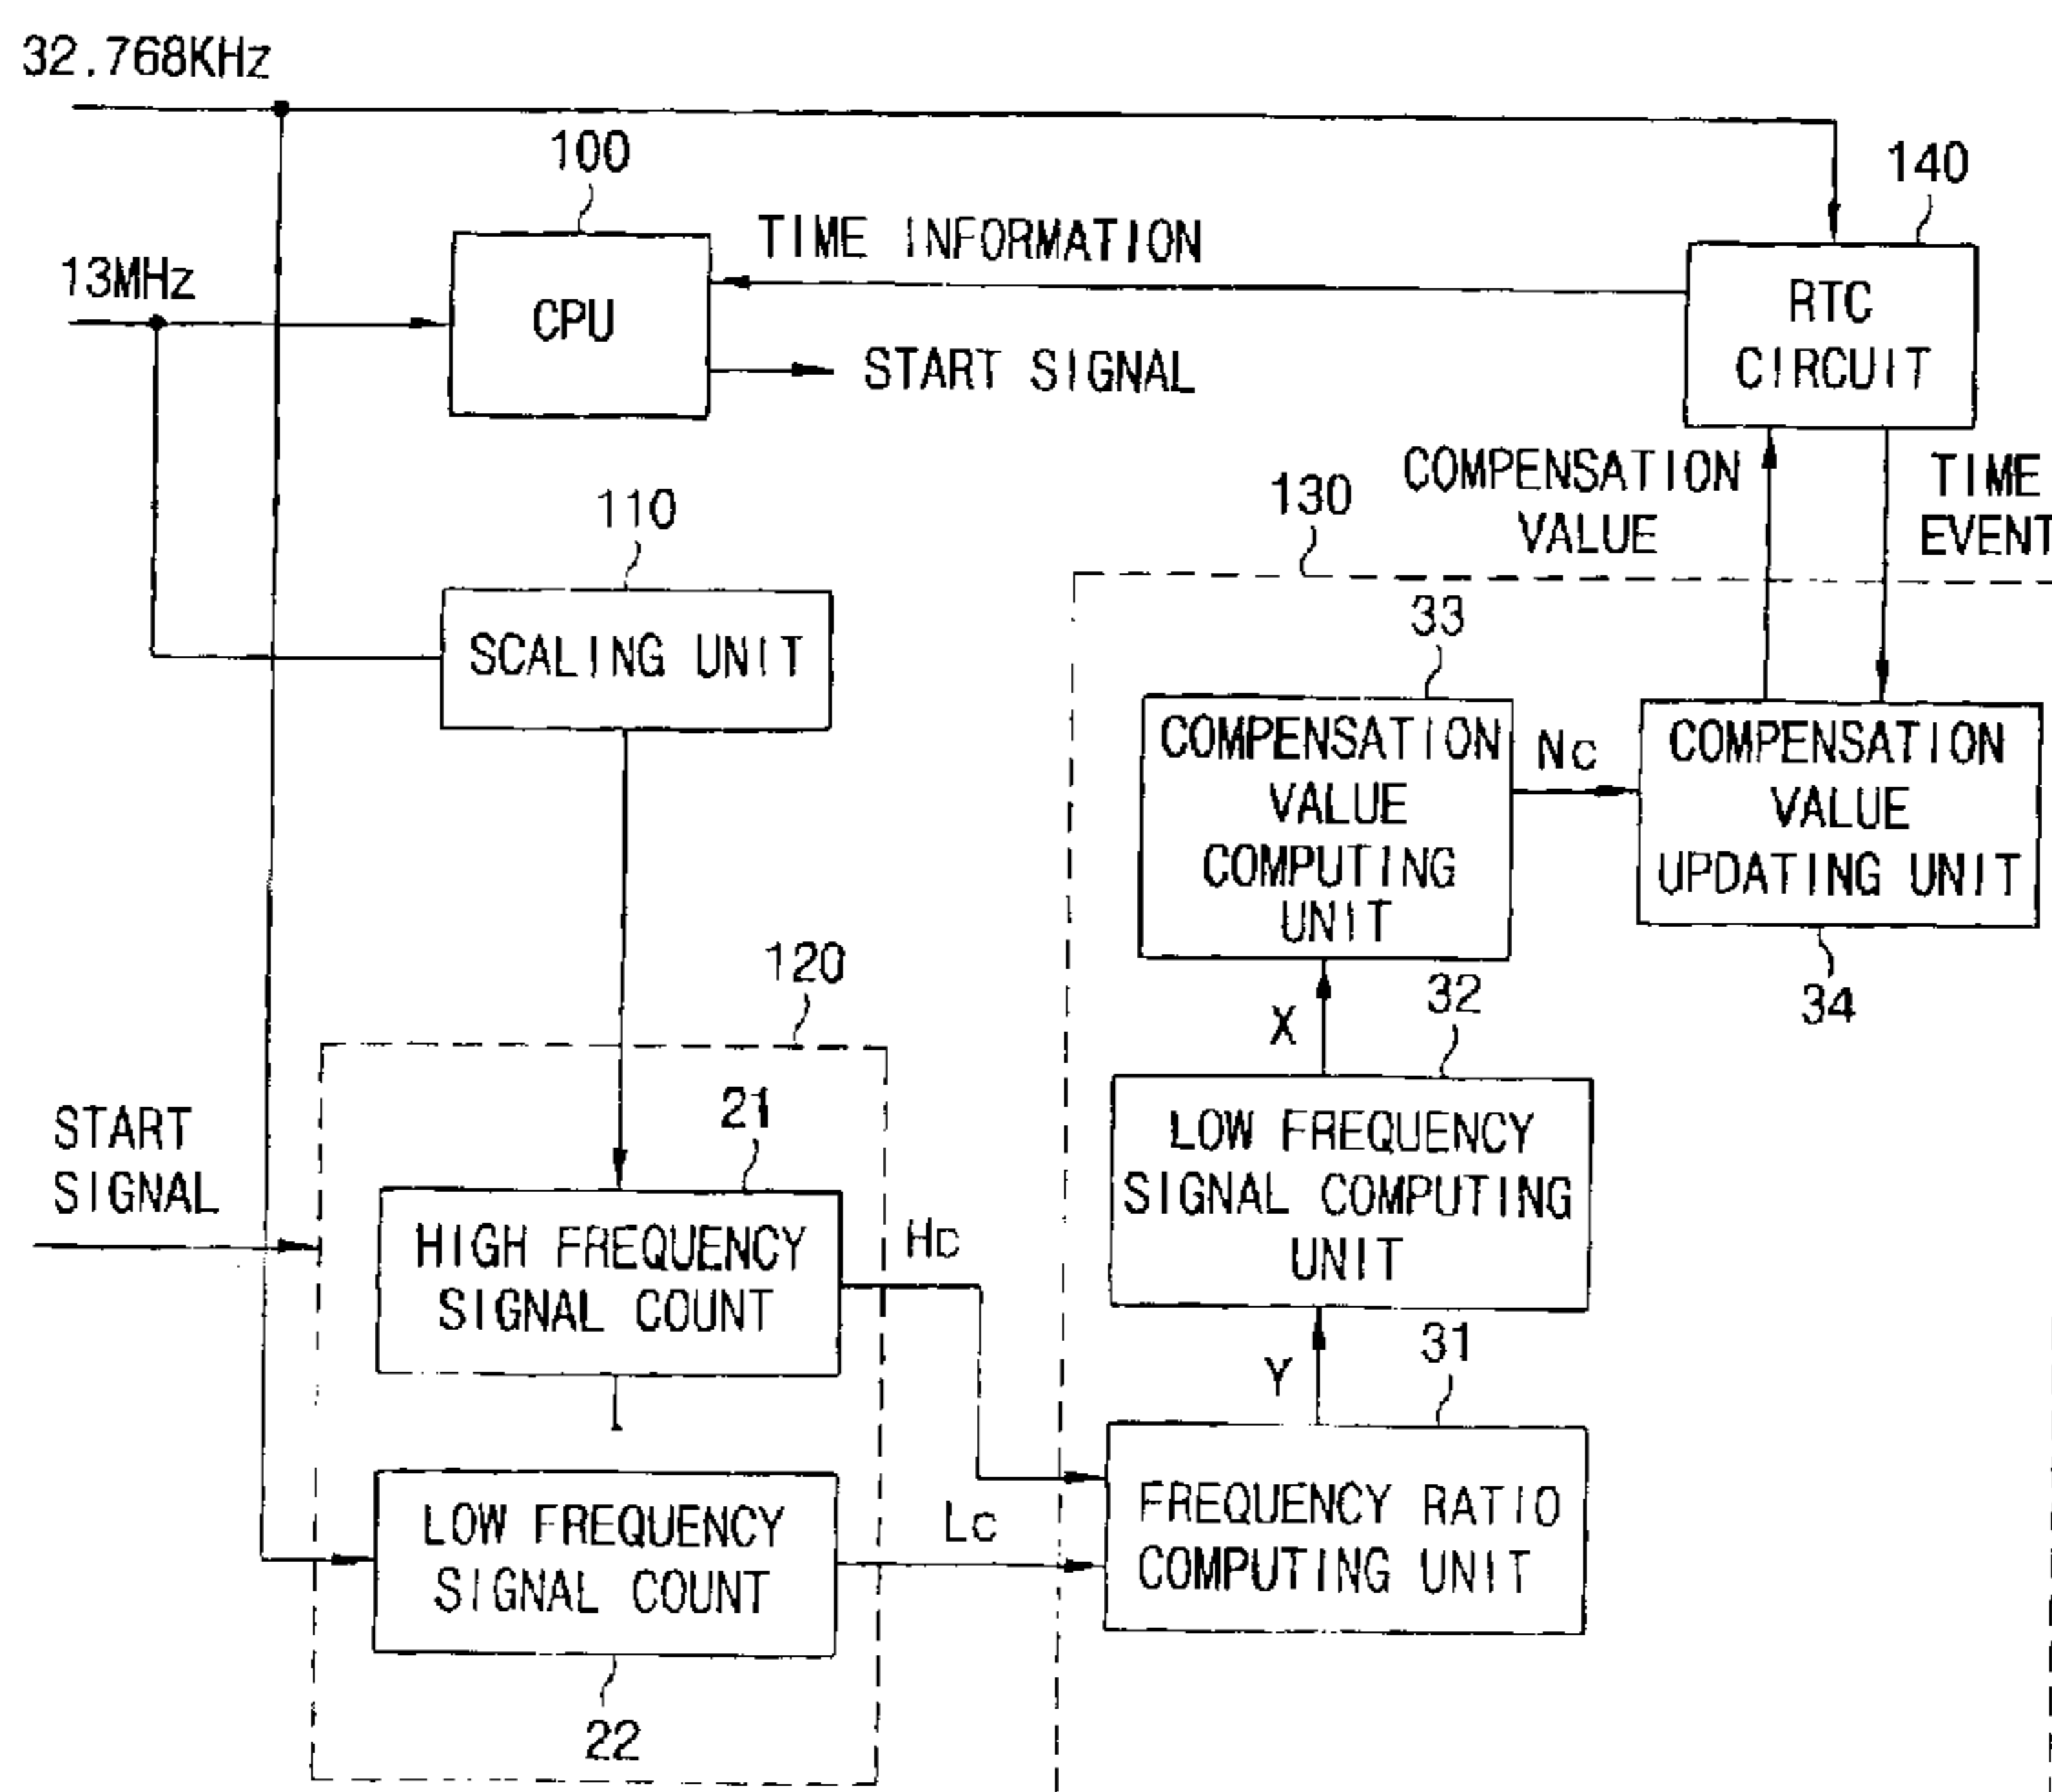 32.768KHz
100
140
TIME INFORMATION
13MHz
CPU
RTC
CIRCUIT
START SIGNAL
COMPENSATION
VALUE
TIME
EVENT
130
110
33
SCALING UNIT
COMPENSATION
VALUE
COMPUTING
UNIT
Nc
COMPENSATION
VALUE
UPDATING UNIT
34
120
X
32
START
SIGNAL
21
LOW FREQUENCY
SIGNAL COMPUTING
UNIT
HIGH FREQUENCY
SIGNAL COUNT
Hc
Y
31
LOW FREQUENCY
SIGNAL COUNT
Lc
FREQUENCY RATIO
COMPUTING UNIT
22